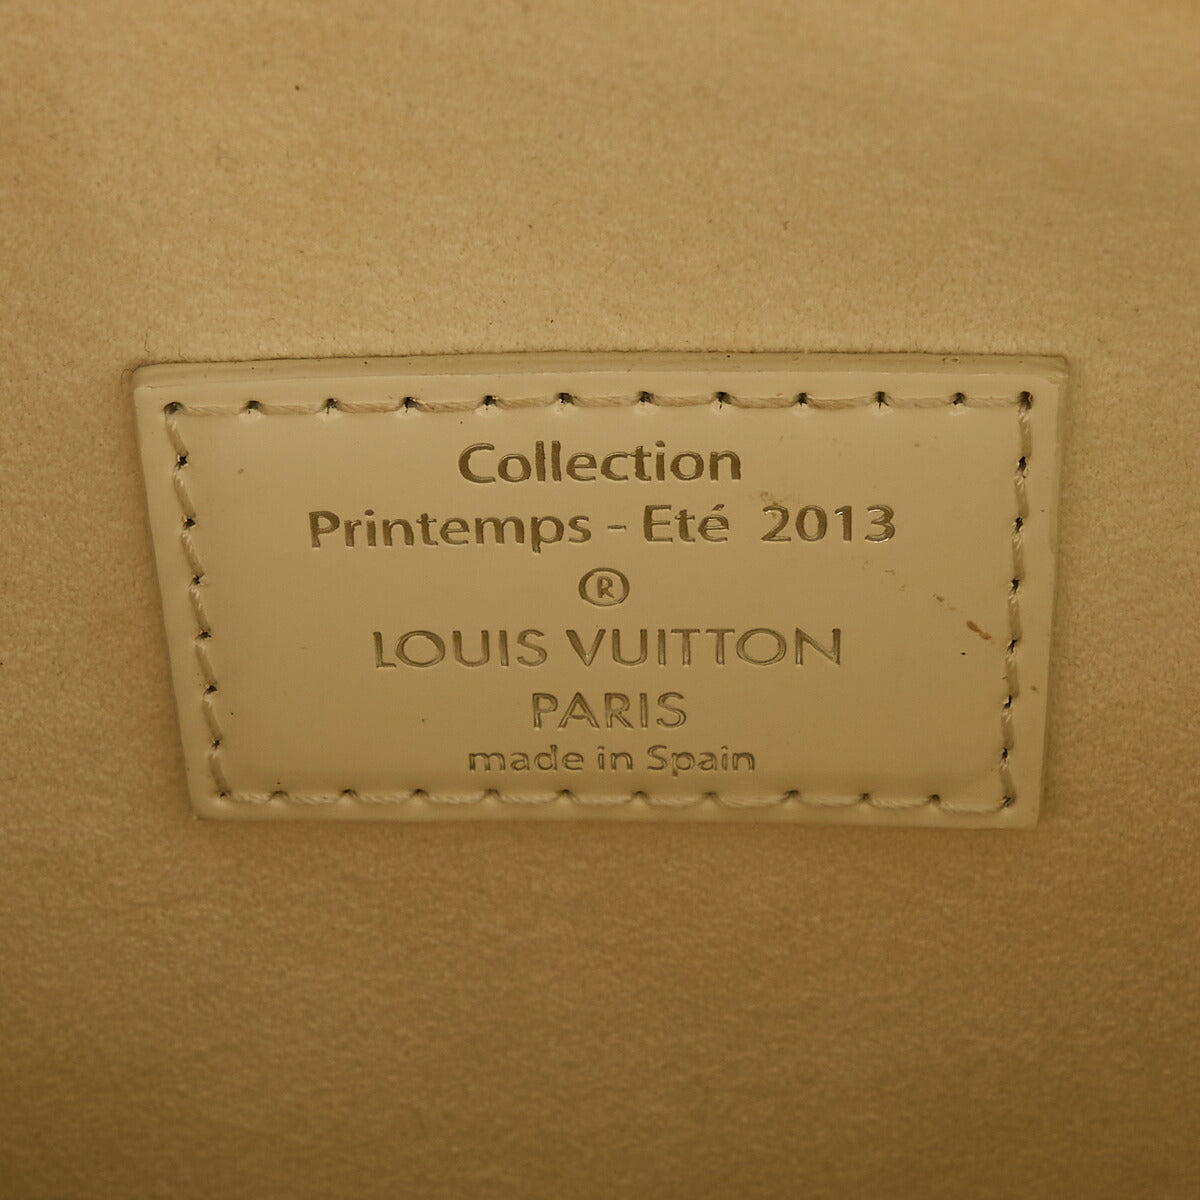 Collection
Printemps - Eté 2013
®
LOUIS VUITTON
PARIS
made in Spain